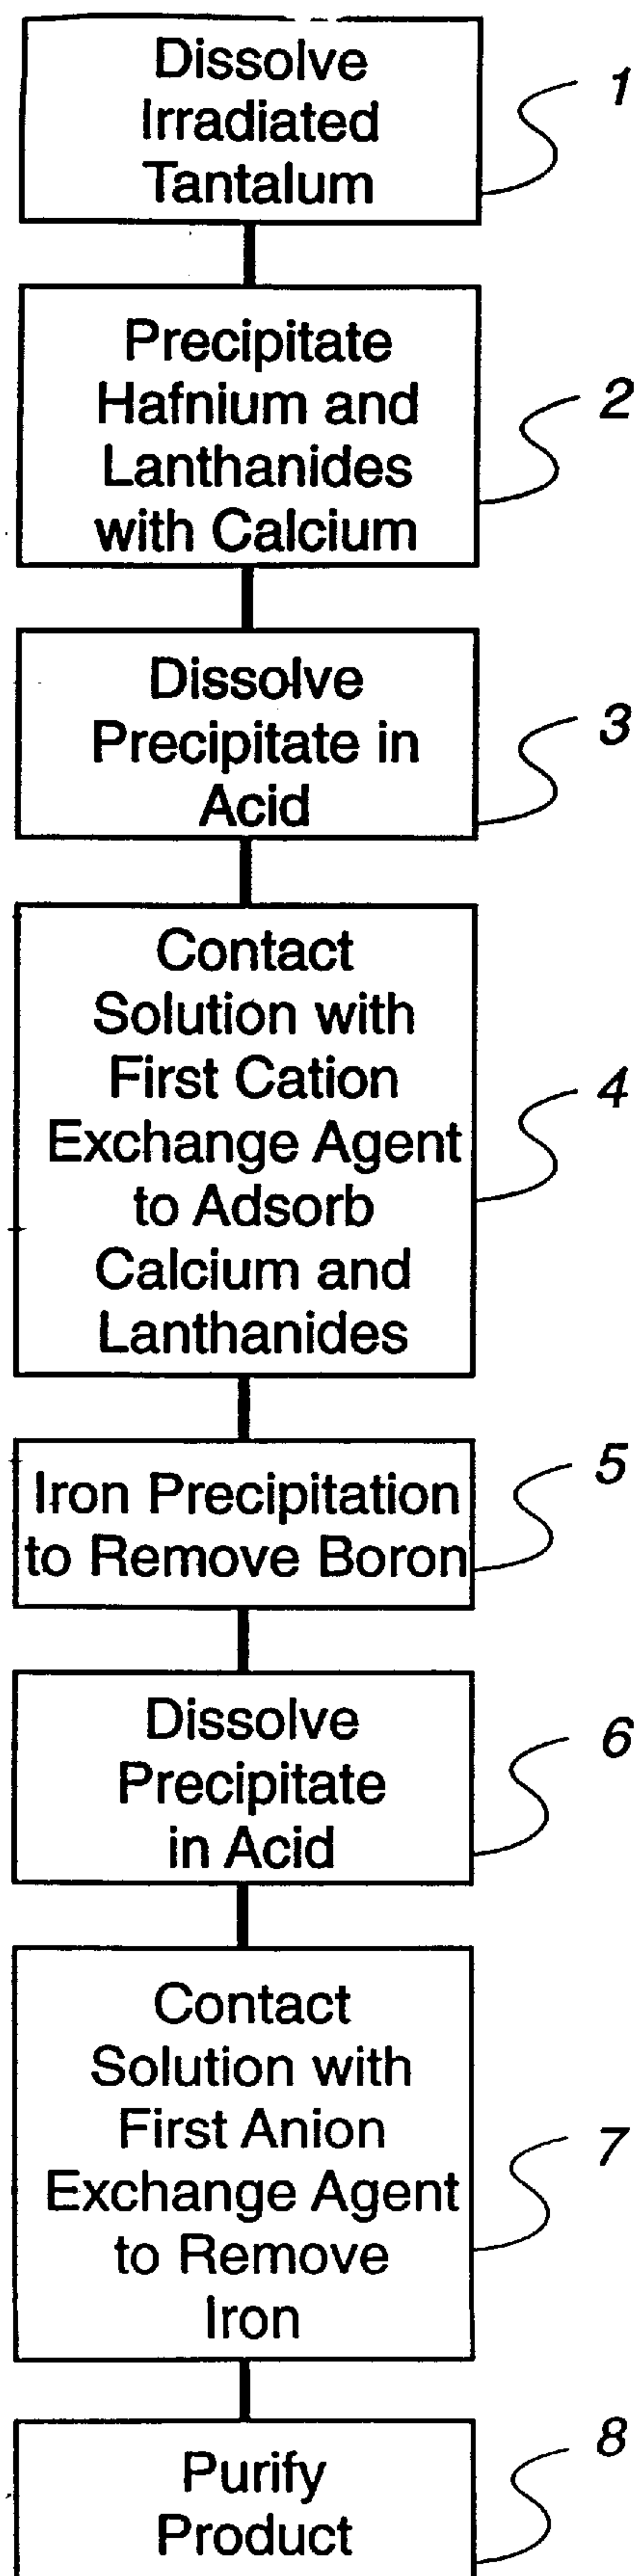 Dissolve
Irradiated
Tantalum
1
Precipitate
Hafnium and
Lanthanides
with Calcium
2
Dissolve
Precipitate in
Acid
3
Contact
Solution with
First Cation
Exchange Agent
to Adsorb
Calcium and
Lanthanides
4
Iron Precipitation
to Remove Boron
5
Dissolve
Precipitate
in Acid
6
Contact
Solution with
First Anion
Exchange Agent
to Remove
Iron
7
Purify
Product
8